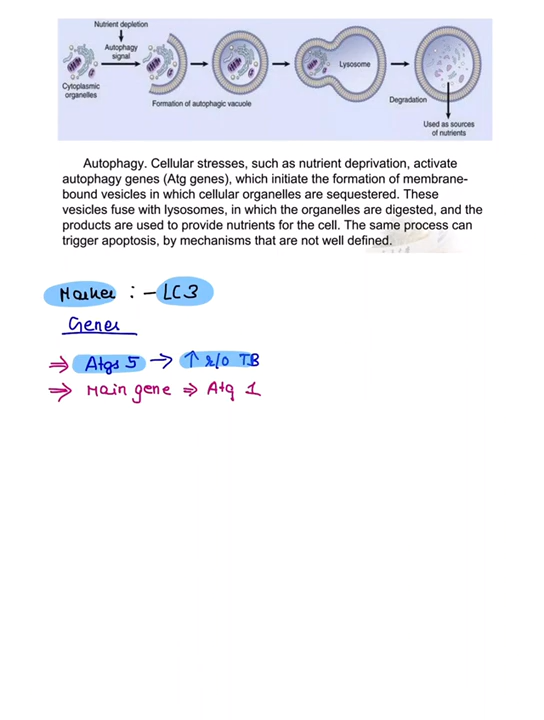 Nutrient depletion
Autophagy
signal
Lysosome
Cytoplasmic
organelles
Formation of autophagic vacuole
Degradation
Used as sources
of nutrients
Autophagy. Cellular stresses, such as nutrient deprivation, activate
autophagy genes (Atg genes), which initiate the formation of membrane-
bound vesicles in which cellular organelles are sequestered. These
vesicles fuse with lysosomes, in which the organelles are digested, and the
products are used to provide nutrients for the cell. The same process can
trigger apoptosis, by mechanisms that are not well defined.
Marker :- LC3
Genes
⇒ Atgs 5 → ↑ r/o TB
⇒ Main gene ⇒ Atg 1